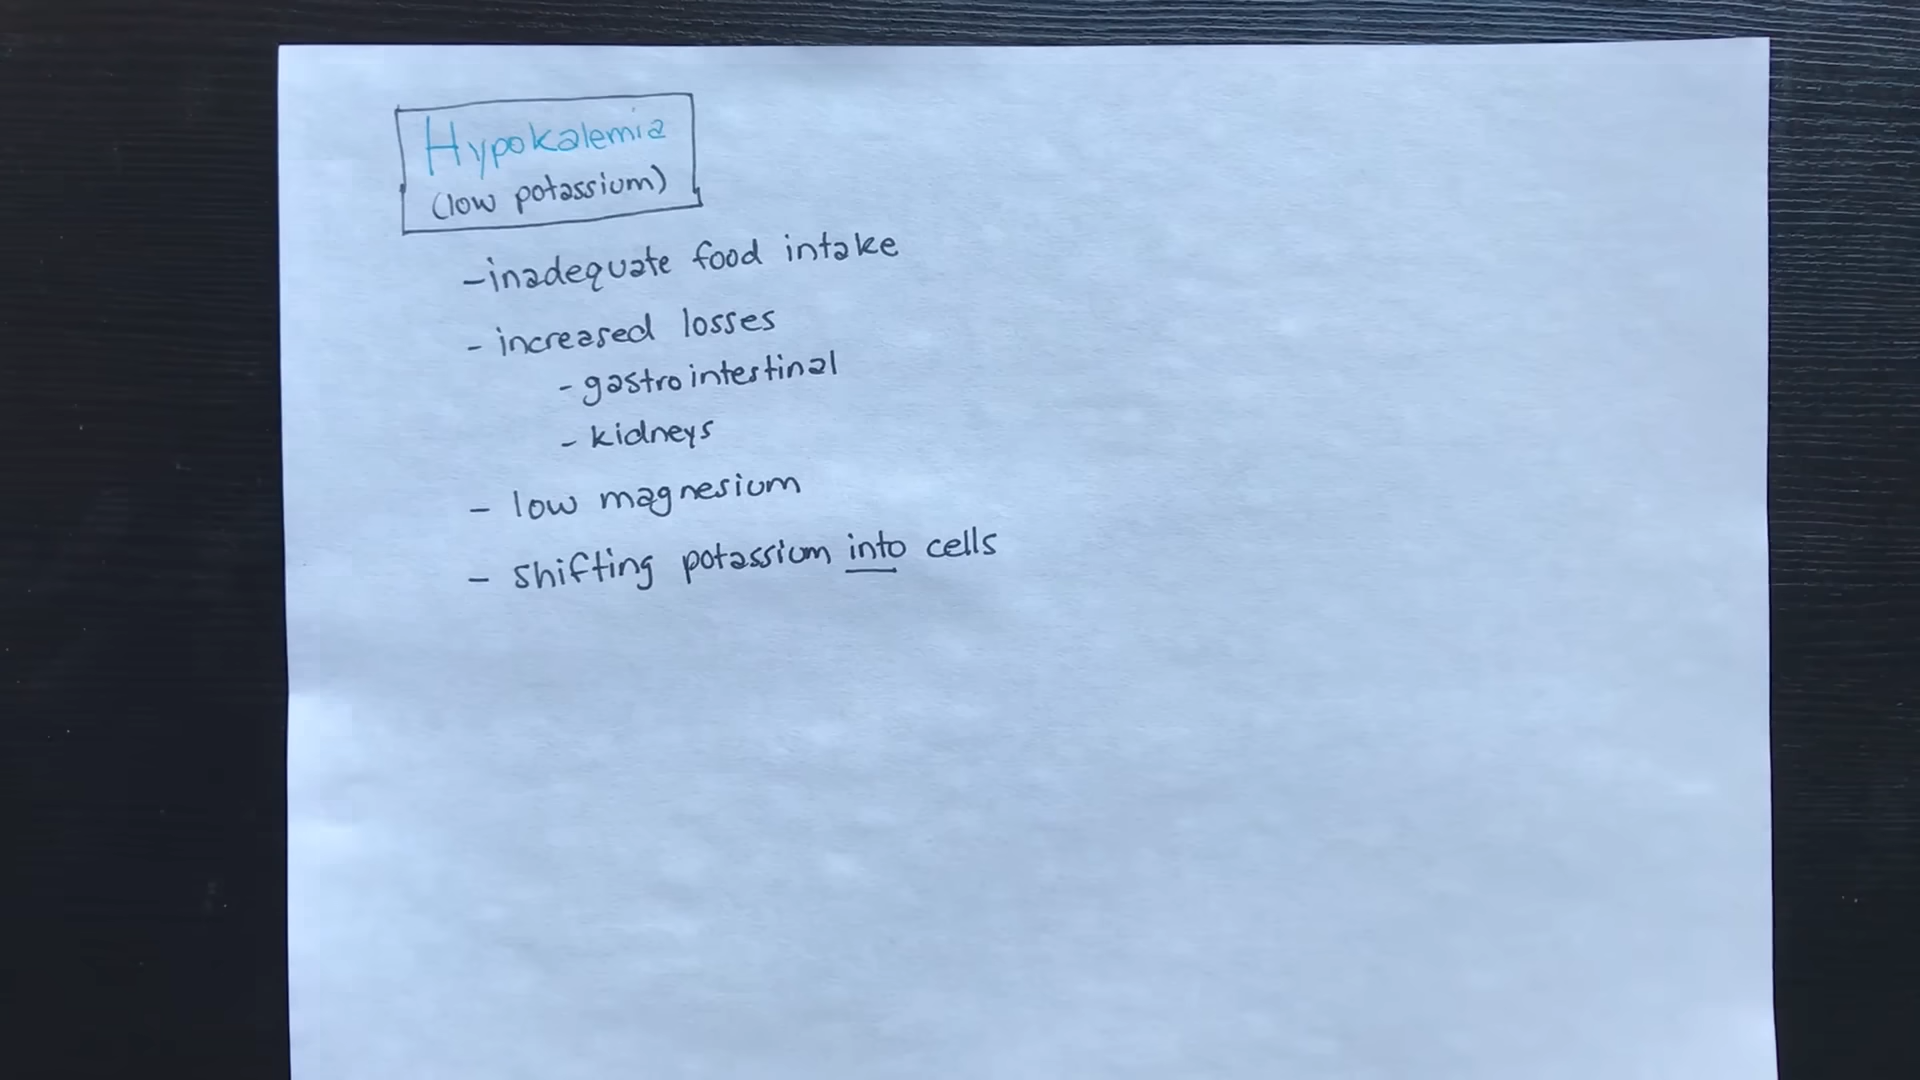 Hypokalemia
(low potassium)
-inadequate food intake
- increased losses
- gastrointestinal
- kidneys
- low magnesium
- shifting potassium into cells